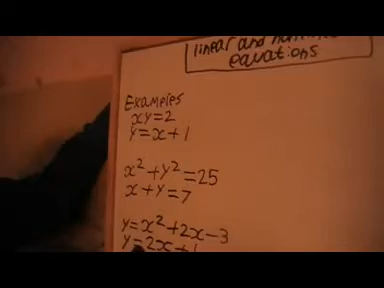 linear and
equations
Examples
xy=2
y=x+1
x²+y²=25
x+y=7
y=x²+2x-3
y=2x+1